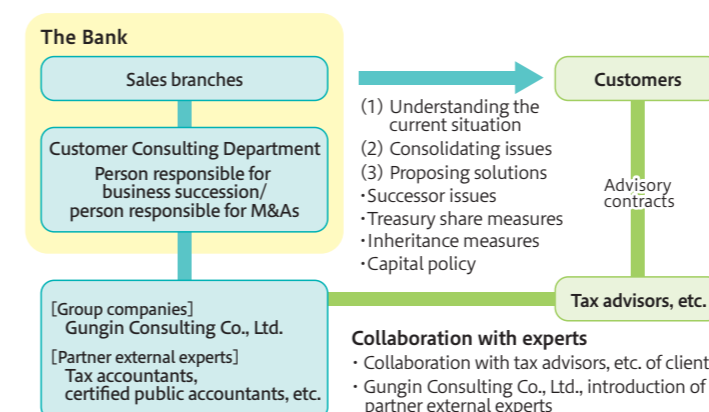 The Bank
Sales branches
Customer Consulting Department
Person responsible for
business succession/
person responsible for M&As
(1) Understanding the
current situation
(2) Consolidating issues
(3) Proposing solutions
・Successor issues
・Treasury share measures
・Inheritance measures
・Capital policy
Customers
Advisory
contracts
Tax advisors, etc.
[Group companies]
Gungin Consulting Co., Ltd.
[Partner external experts]
Tax accountants,
certified public accountants, etc.
Collaboration with experts
・Collaboration with tax advisors, etc. of client
・Gungin Consulting Co., Ltd., introduction of
partner external experts